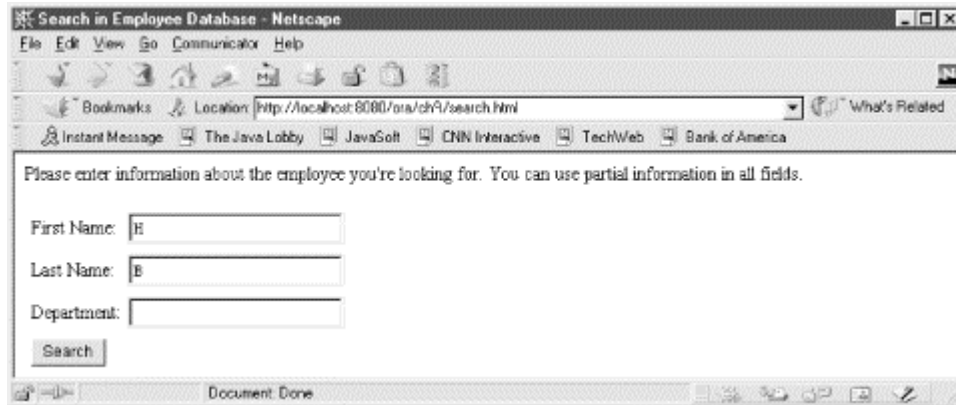 Search in Employee Database - Netscape
File Edit View Go Communicator Help
Bookmarks Location: http://localhost:8080/ora/ch9/search.html What's Related
Instant Message The Java Lobby JavaSoft CNN Interactive TechWeb Bank of America
Please enter information about the employee you're looking for. You can use partial information in all fields.
First Name: H
Last Name: B
Department:
Search
Document: Done